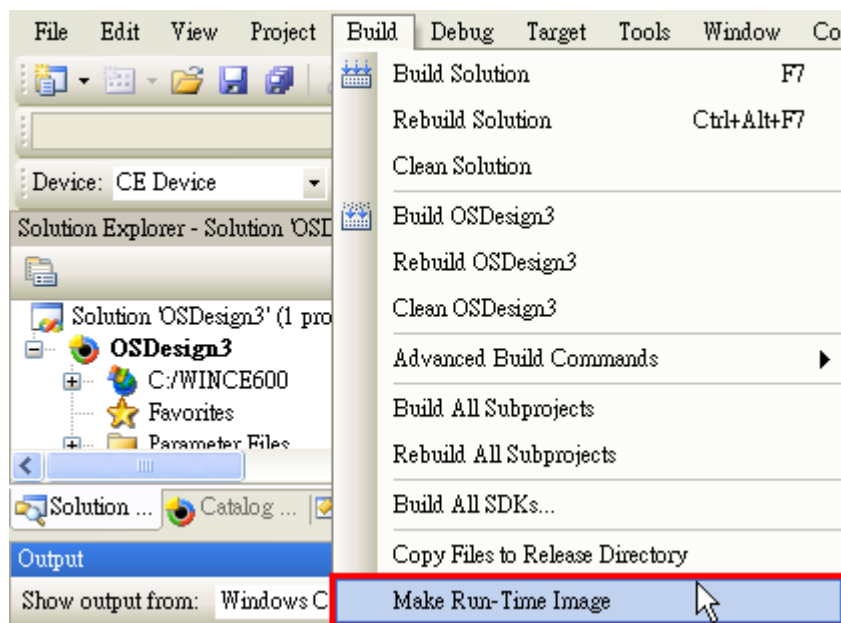 File Edit View Project Build Debug Target Tools Window Co
Build Solution F7
Rebuild Solution Ctrl+Alt+F7
Clean Solution
Build OSDesign3
Rebuild OSDesign3
Clean OSDesign3
Advanced Build Commands
Build All Subprojects
Rebuild All Subprojects
Build All SDKs...
Copy Files to Release Directory
Make Run-Time Image
Device: CE Device
Solution Explorer - Solution 'OSD
Solution 'OSDesign3' (1 pro
OSDesign3
C:/WINCE600
Favorites
Parameter Files
Solution ... Catalog ...
Output
Show output from: Windows C